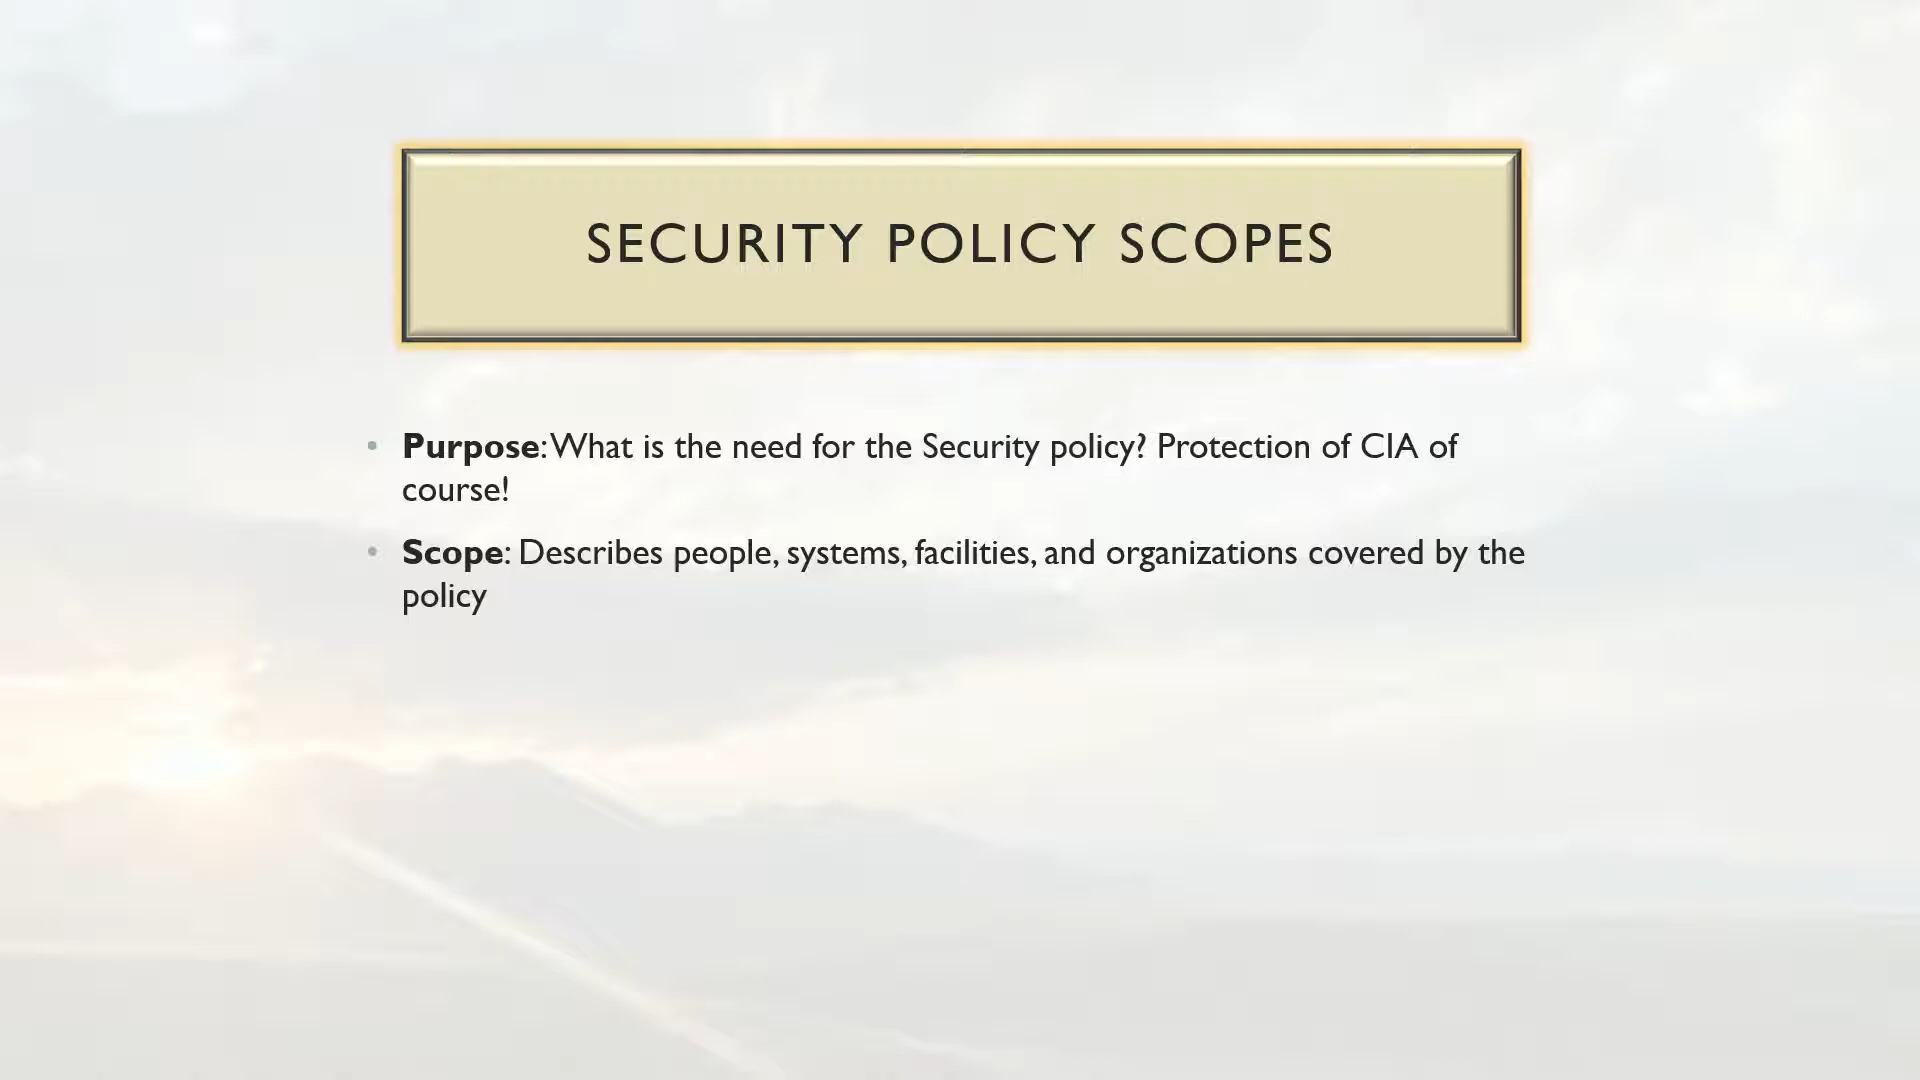 SECURITY POLICY SCOPES
• Purpose: What is the need for the Security policy? Protection of CIA of
course!
• Scope: Describes people, systems, facilities, and organizations covered by the
policy